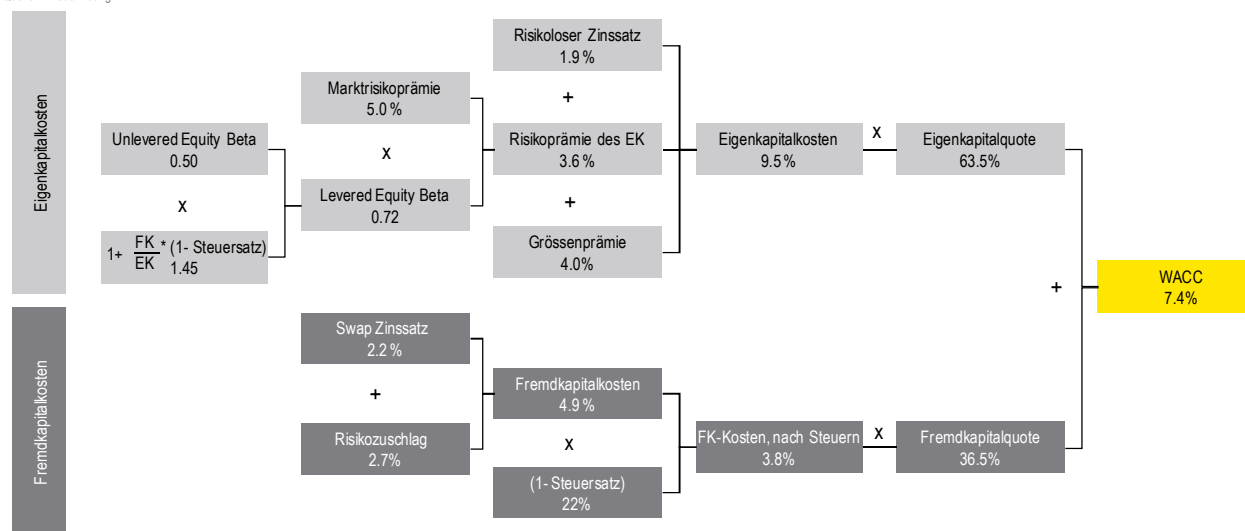 Eigenkapitalkosten
Risikoloser Zinssatz
1.9 %
Marktrisikoprämie
5.0 %
+
Unlevered Equity Beta
0.50
x
Risikoprämie des EK
3.6 %
Eigenkapitalkosten
9.5 %
x
Eigenkapitalquote
63.5%
x
Levered Equity Beta
0.72
+
1+ FK/EK * (1- Steuersatz)
1.45
Grössenprämie
4.0%
WACC
7.4%
+
Fremdkapitalkosten
Swap Zinssatz
2.2 %
+
Fremdkapitalkosten
4.9 %
Risikozuschlag
2.7%
x
FK-Kosten, nach Steuern
3.8%
x
Fremdkapitalquote
36.5%
(1- Steuersatz)
22%